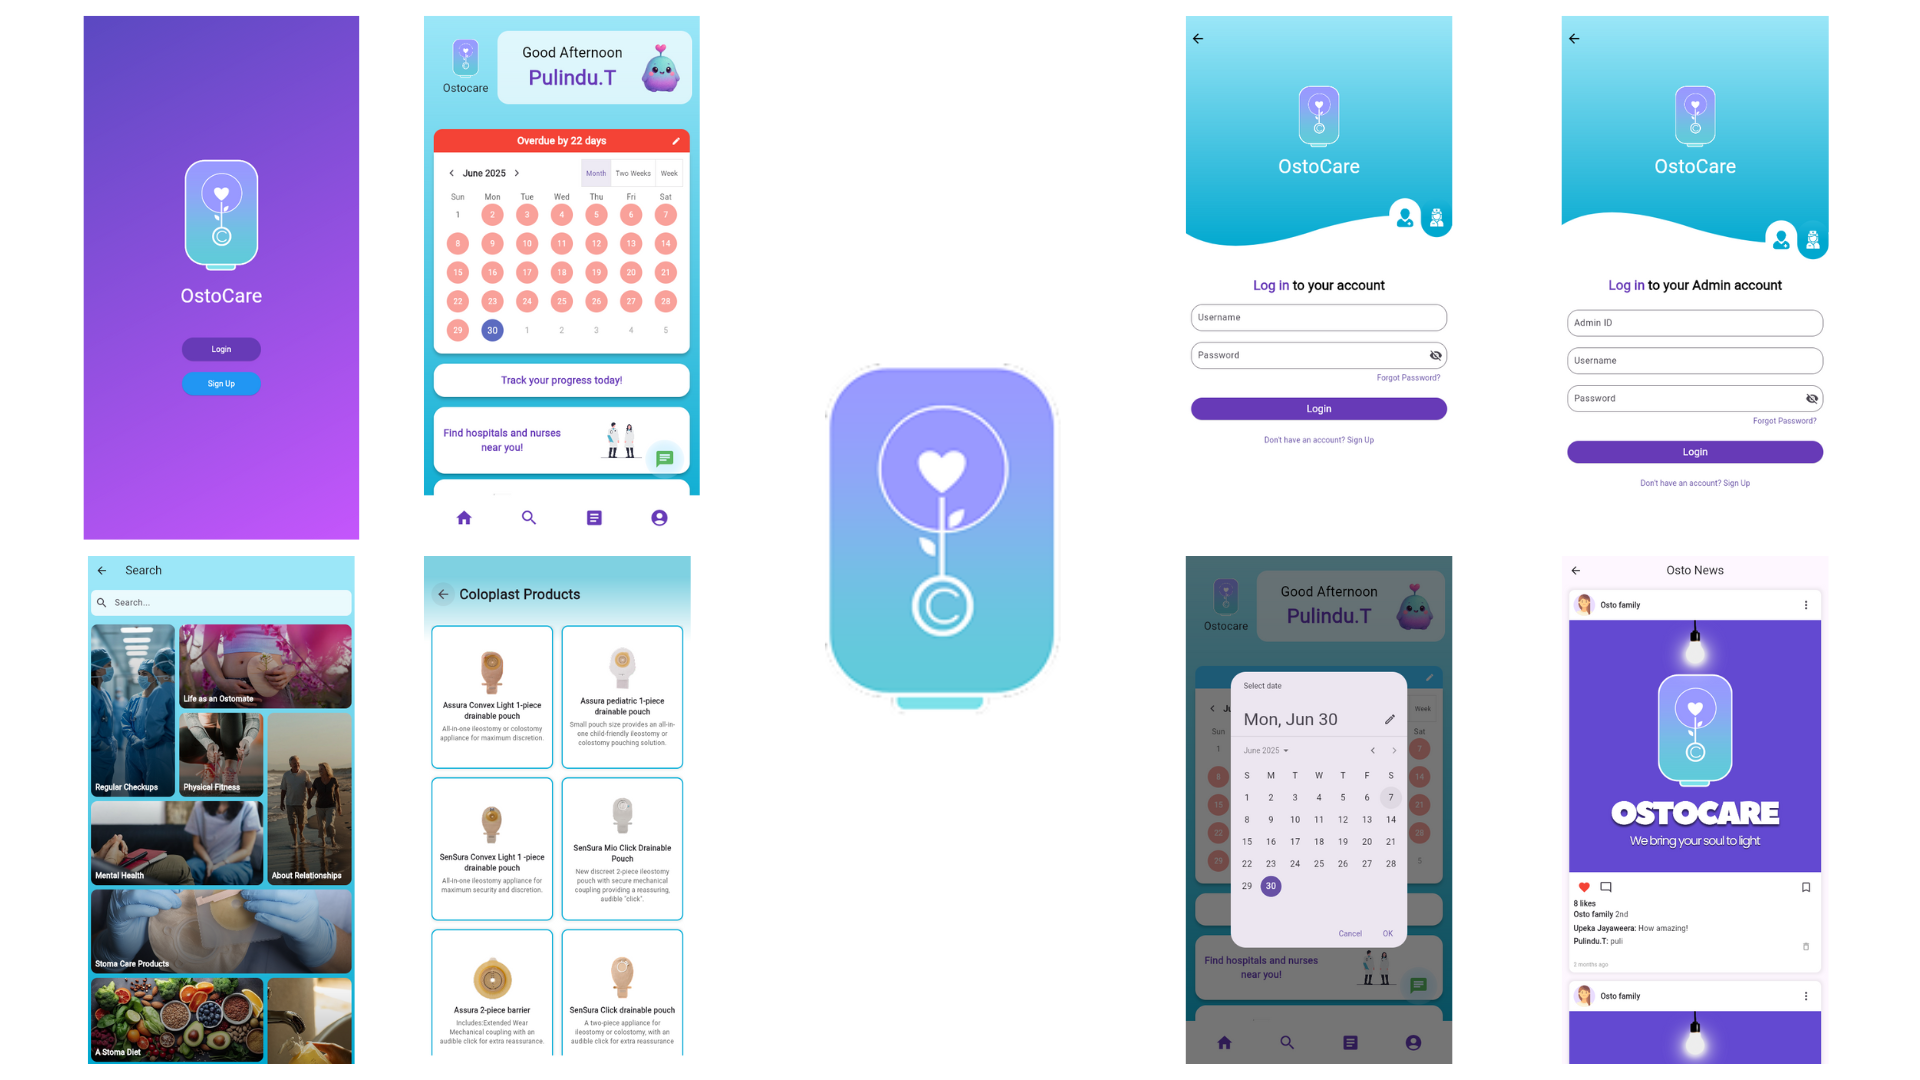 OstoCare
Login
Sign Up
Ostocare
Good Afternoon
Pulindu.T
Overdue by 22 days
June 2025
Month Two Weeks Week
Sun Mon Tue Wed Thu Fri Sat
1 2 3 4 5 6 7
8 9 10 11 12 13 14
15 16 17 18 19 20 21
22 23 24 25 26 27 28
29 30 1 2 3 4 5
Track your progress today!
Find hospitals and nurses
near you!
C
OstoCare
Log in to your account
Username
Password
Forgot Password?
Login
Don't have an account? Sign Up
OstoCare
Log in to your Admin account
Admin ID
Username
Password
Forgot Password?
Login
Don't have an account? Sign Up
Search
Search...
Life as an Ostomate
Regular Checkups
Physical Fitness
Mental Health
About Relationships
Stoma Care Products
A Stoma Diet
Coloplast Products
Assura Convex Light 1-piece
drainable pouch
All-in-one ileostomy or colostomy
appliance for maximum discretion.
Assura pediatric 1-piece
drainable pouch
Small pouch size provides an all-in-
one child-friendly ileostomy or
colostomy pouching solution.
SenSura Convex Light 1 -piece
drainable pouch
All-in-one ileostomy appliance for
maximum security and discretion.
SenSura Mio Click Drainable
Pouch
New discreet 2-piece ileostomy
pouch with secure mechanical
coupling providing a reassuring,
audible "click".
Assura 2-piece barrier
Includes:Extended Wear
Mechanical coupling with an
audible click for extra reassurance.
SenSura Click drainable pouch
A two-piece appliance for
ileostomy or colostomy, with an
audible click for extra reassurance
Ostocare
Good Afternoon
Pulindu.T
Week
Sun
Sat
1
7
8
14
15
21
22
28
29
5
Select date
Mon, Jun 30
June 2025
S M T W T F S
1 2 3 4 5 6 7
8 9 10 11 12 13 14
15 16 17 18 19 20 21
22 23 24 25 26 27 28
29 30
Cancel OK
Find hospitals and nurses
near you!
Osto News
Osto family
OSTOCARE
We bring your soul to light
8 likes
Osto family 2nd
Upeka Jayaweera: How amazing!
Pulindu.T: puli
2 months ago
Osto family